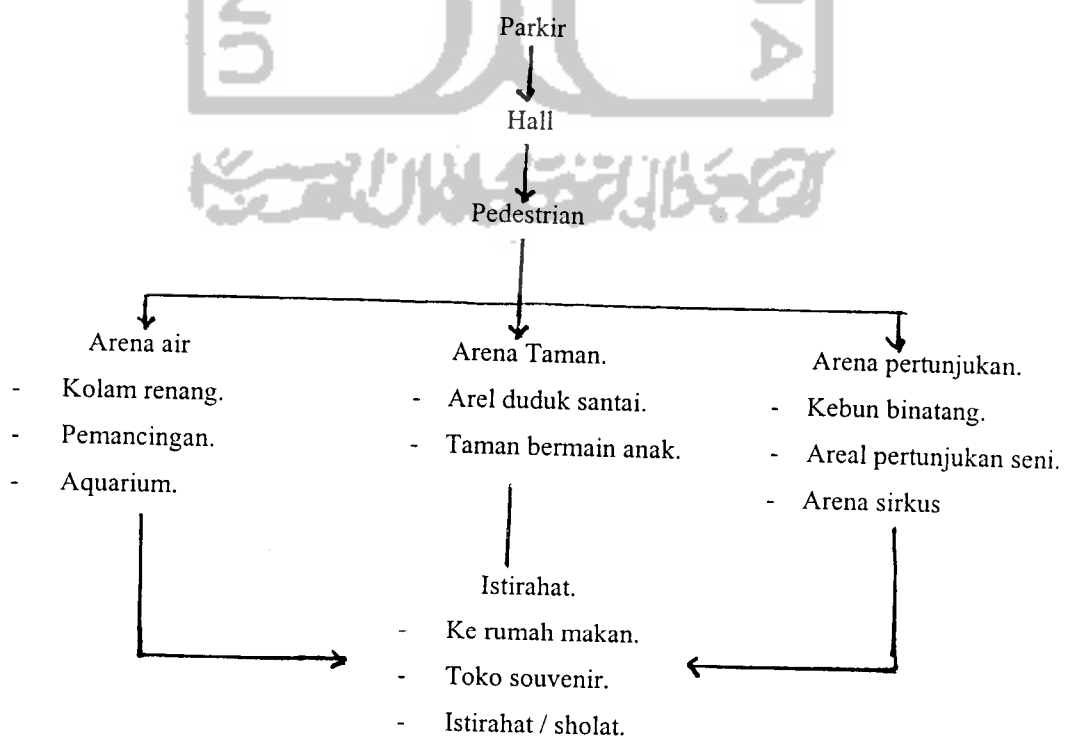 Parkir
Hall
Pedestrian
Arena air
- Kolam renang.
- Pemancingan.
- Aquarium.
Arena Taman.
- Arel duduk santai.
- Taman bermain anak.
Arena pertunjukan.
- Kebun binatang.
- Areal pertunjukan seni.
- Arena sirkus
Istirahat.
- Ke rumah makan.
- Toko souvenir.
- Istirahat / sholat.